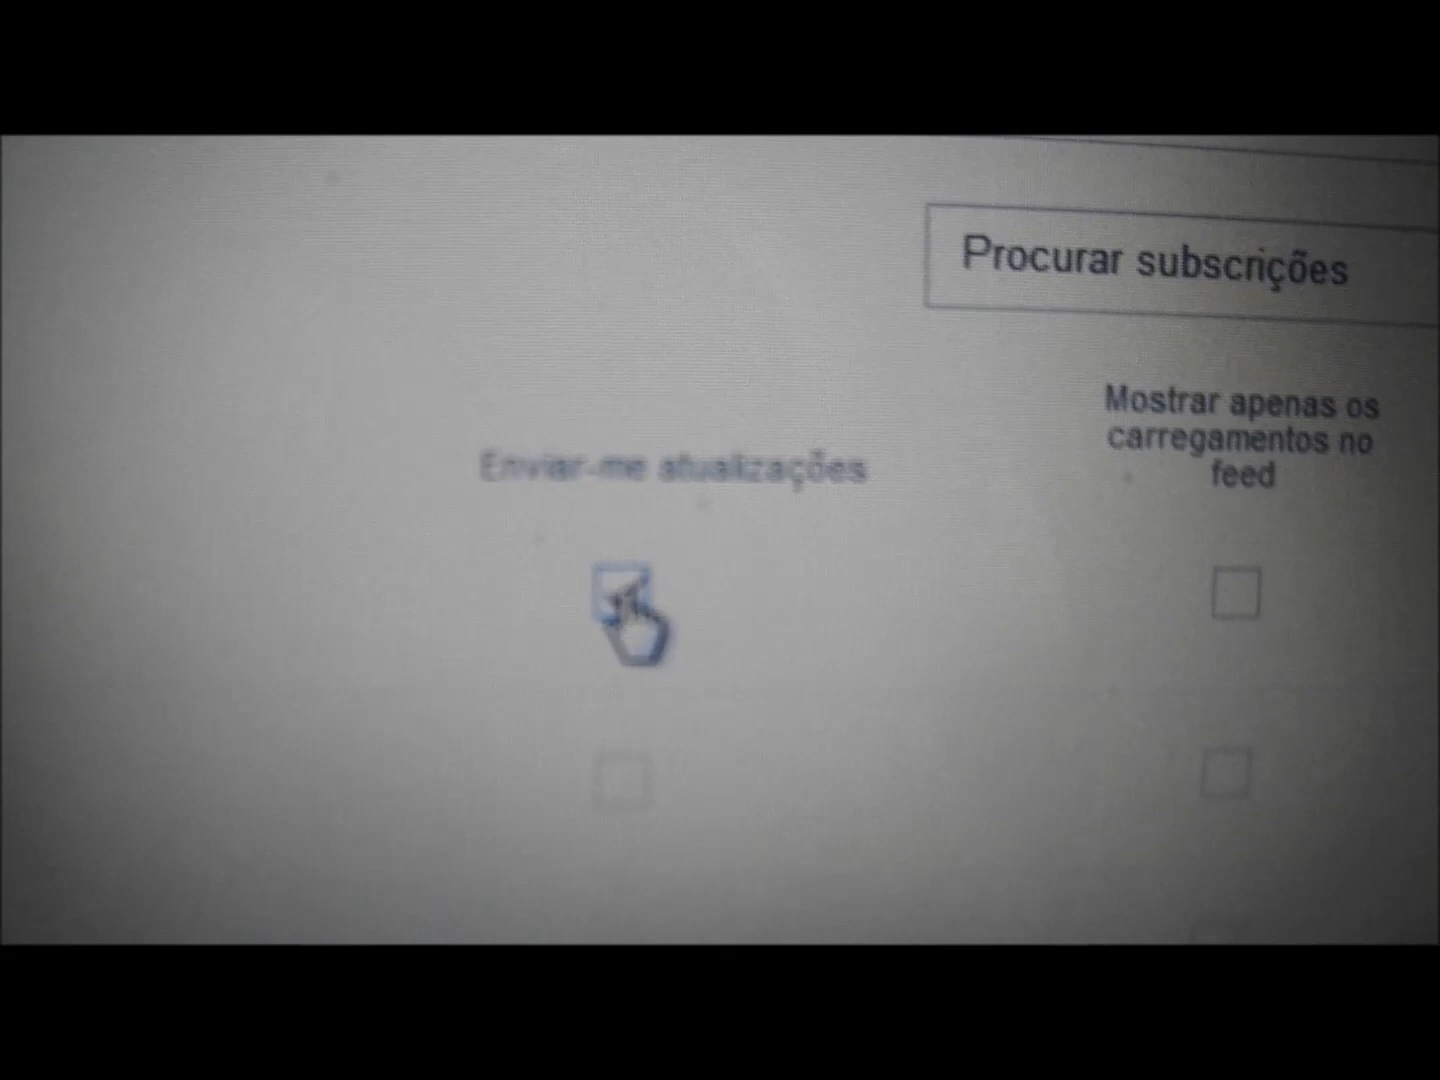 Procurar subscrições
Mostrar apenas os
carregamentos no
feed
Enviar-me atualizações